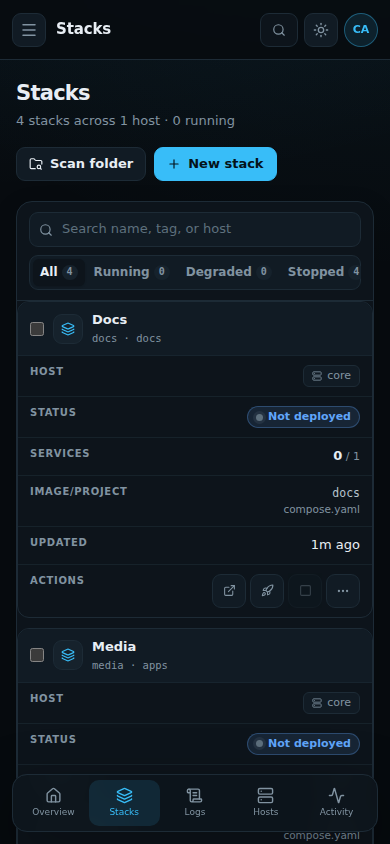 Stacks
CA
Stacks
4 stacks across 1 host · 0 running
Scan folder
New stack
Search name, tag, or host
All 4 Running 0 Degraded 0 Stopped 4
Docs
docs · docs
HOST core
STATUS Not deployed
SERVICES 0 / 1
IMAGE/PROJECT docs
compose.yaml
UPDATED 1m ago
ACTIONS
Media
media · apps
HOST core
STATUS Not deployed
Overview Stacks Logs Hosts Activity
compose.yaml